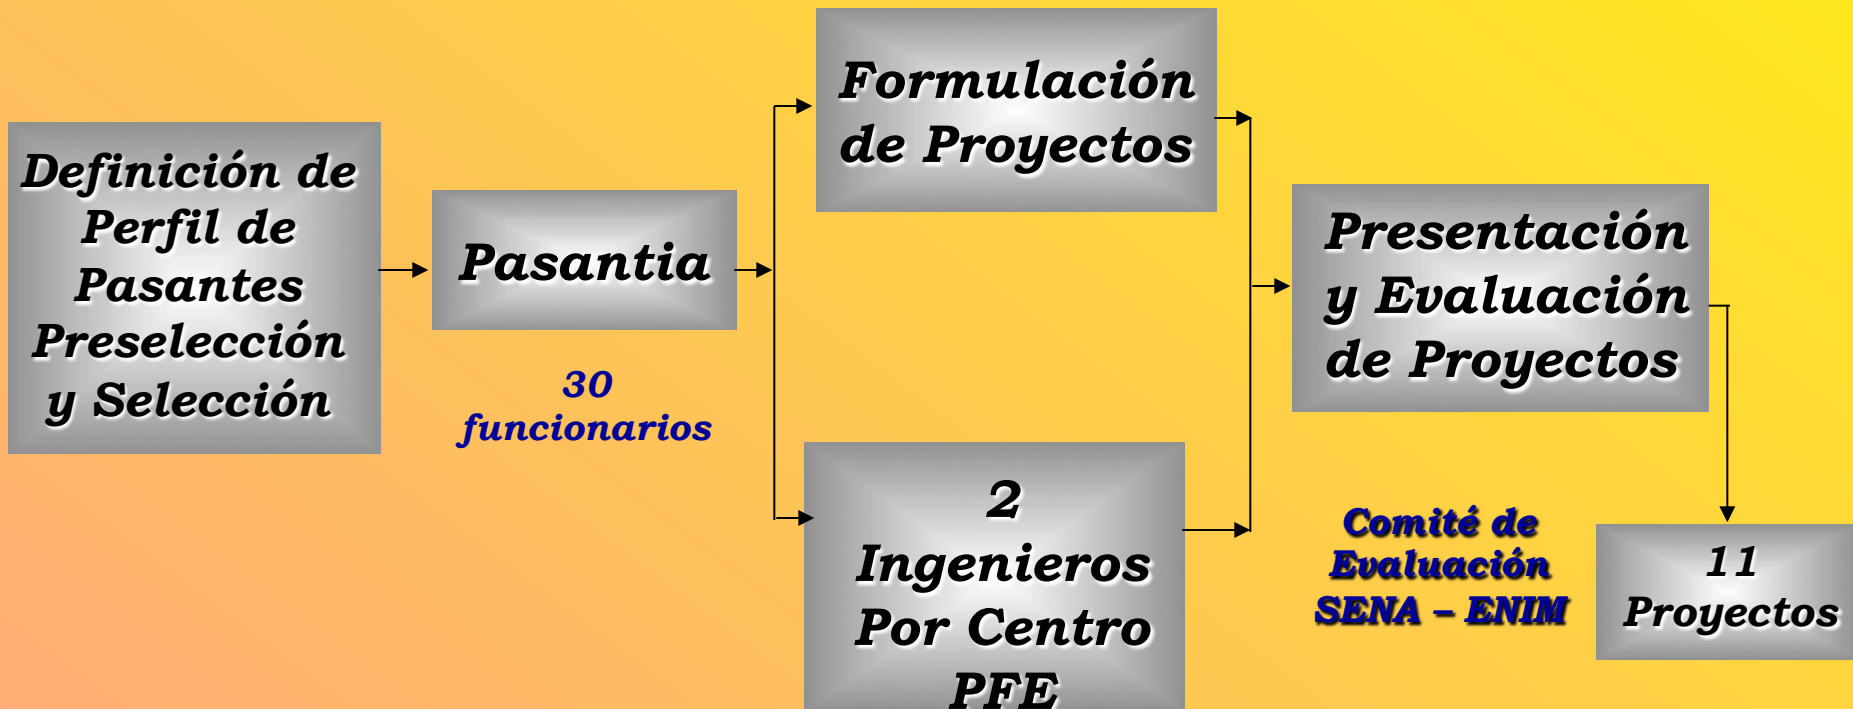 Definición de
Perfil de
Pasantes
Preselección
y Selección
Pasantia
30
funcionarios
Formulación
de Proyectos
2
Ingenieros
Por Centro
PFE
Presentación
y Evaluación
de Proyectos
Comité de
Evaluación
SENA – ENIM
11
Proyectos